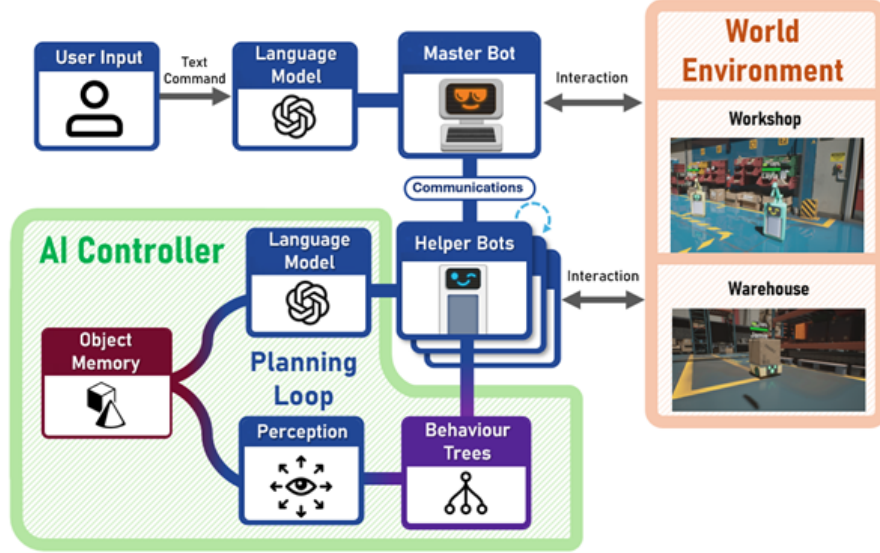 User Input
Text
Command
Language
Model
Master Bot
Interaction
World
Environment
Workshop
Communications
AI Controller
Language
Model
Helper Bots
Interaction
Warehouse
Object
Memory
Planning
Loop
Perception
Behaviour
Trees